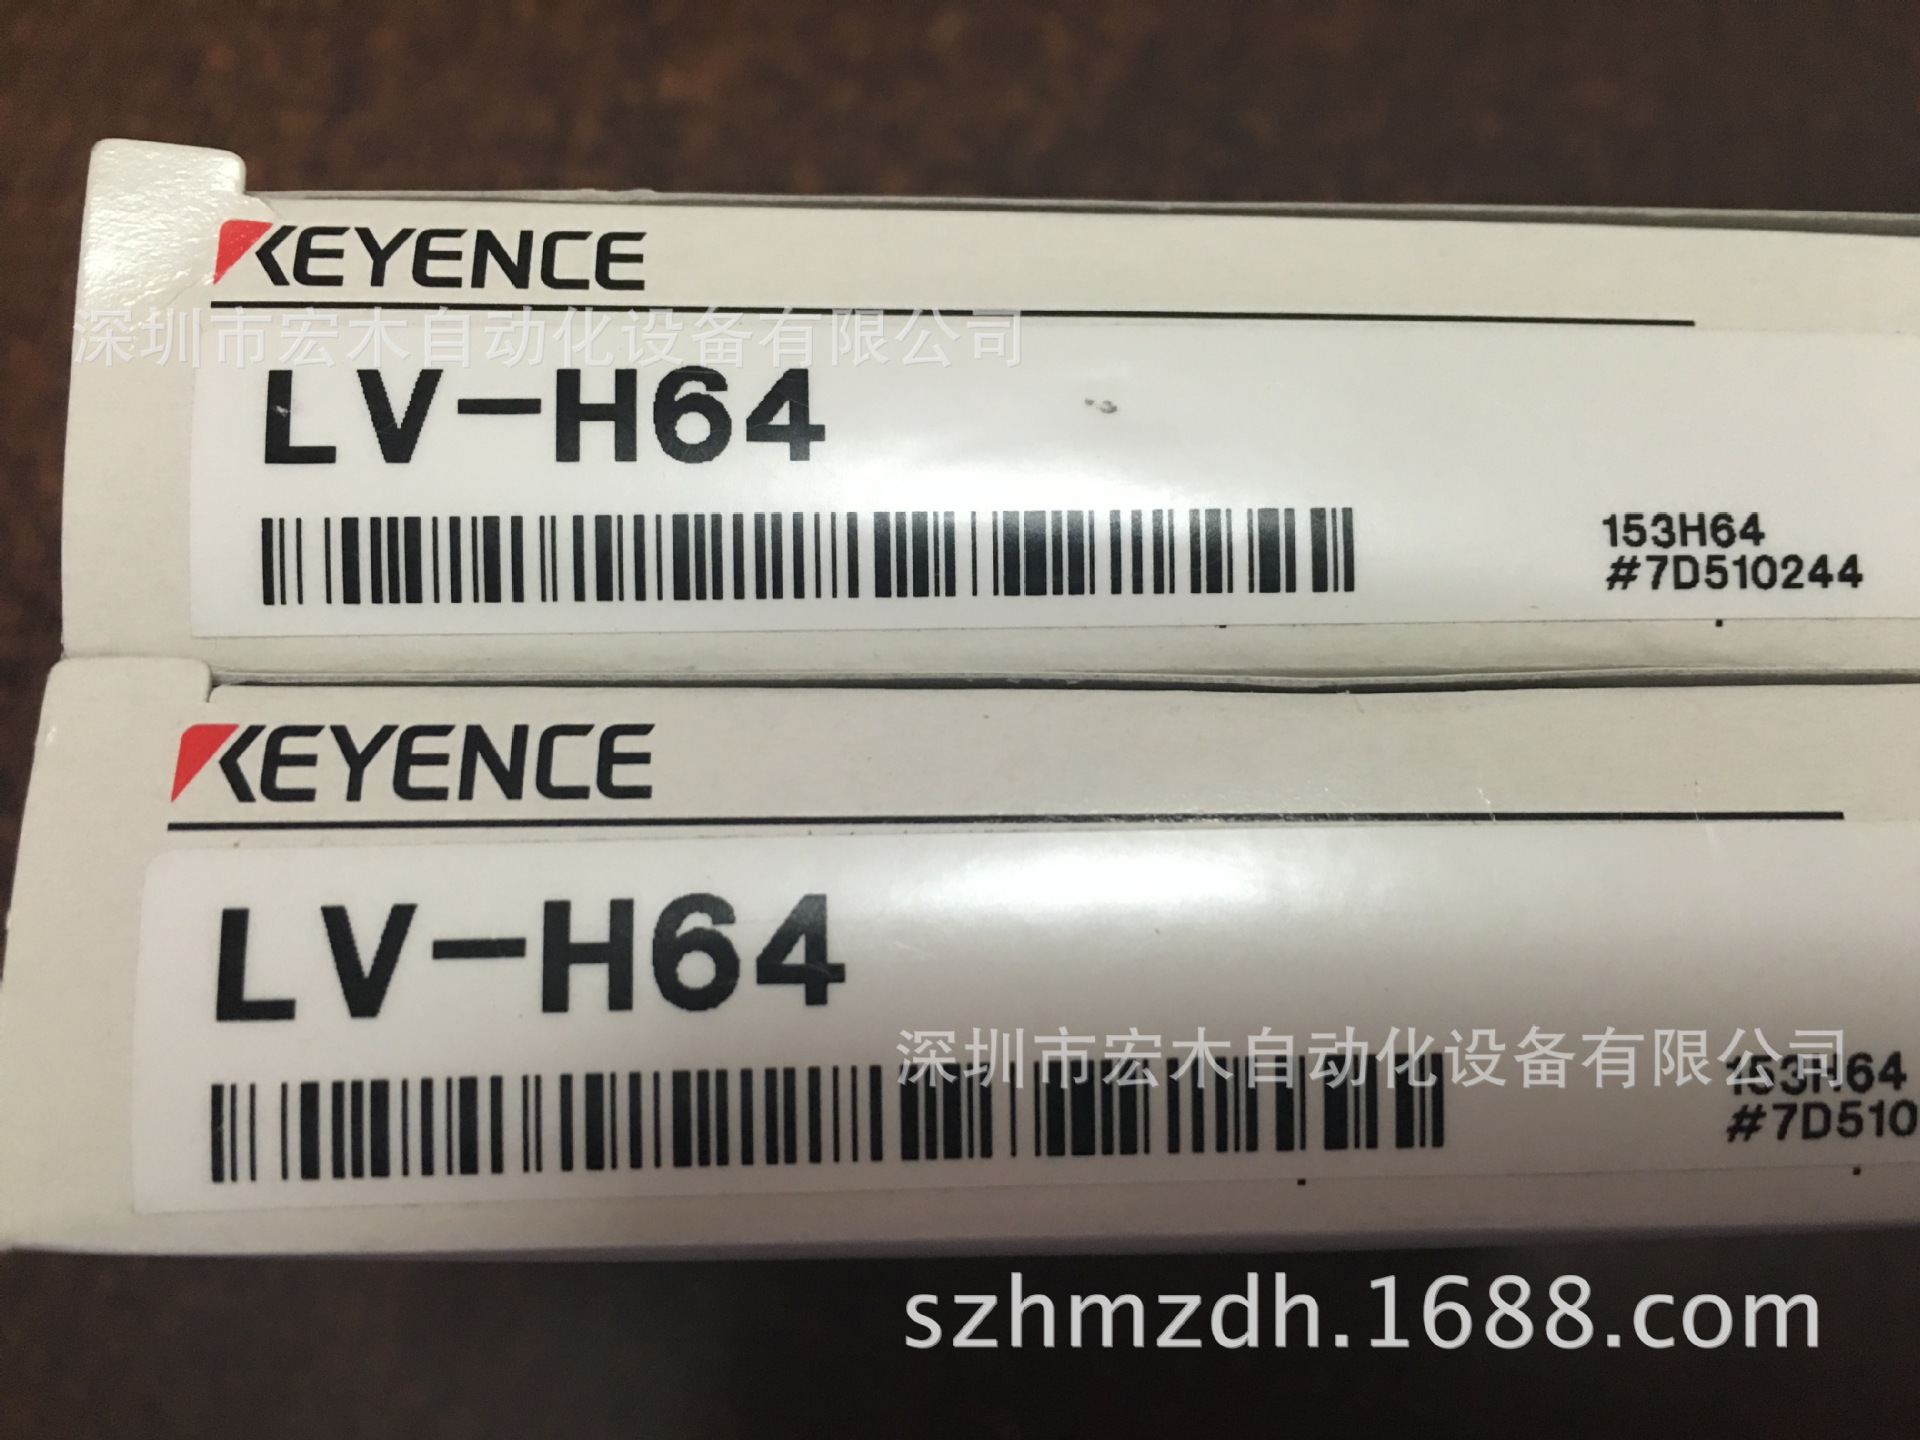 KEYENCE
深圳市宏木自动化设备有限公司
LV-H64
153H64
#7D510244
KEYENCE
LV-H64
深圳市宏木自动化设备有限公司
153H64
#7D510
szhmzdh.1688.com